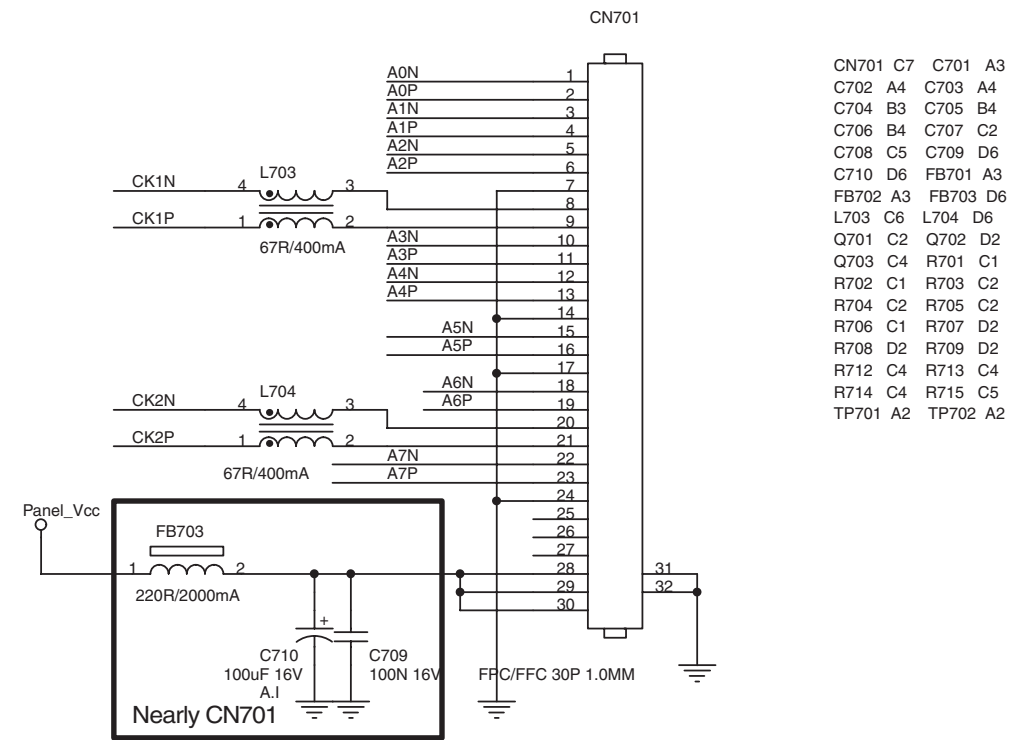 CN701
A0N 1
A0P 2
A1N 3
A1P 4
A2N 5
A2P 6
7
8
9
CK1N 4 L703 3
CK1P 1 2
67R/400mA
A3N 10
A3P 11
A4N 12
A4P 13
14
A5N 15
A5P 16
17
A6N 18
A6P 19
20
21
CK2N 4 L704 3
CK2P 1 2
67R/400mA
A7N 22
A7P 23
24
25
26
27
28
29
30
31
32
Panel_Vcc
FB703
1 2
220R/2000mA
+
C710
100uF 16V
A.I
C709
100N 16V
Nearly CN701
FPC/FFC 30P 1.0MM
CN701 C7 C701 A3
C702 A4 C703 A4
C704 B3 C705 B4
C706 B4 C707 C2
C708 C5 C709 D6
C710 D6 FB701 A3
FB702 A3 FB703 D6
L703 C6 L704 D6
Q701 C2 Q702 D2
Q703 C4 R701 C1
R702 C1 R703 C2
R704 C2 R705 C2
R706 C1 R707 D2
R708 D2 R709 D2
R712 C4 R713 C4
R714 C4 R715 C5
TP701 A2 TP702 A2